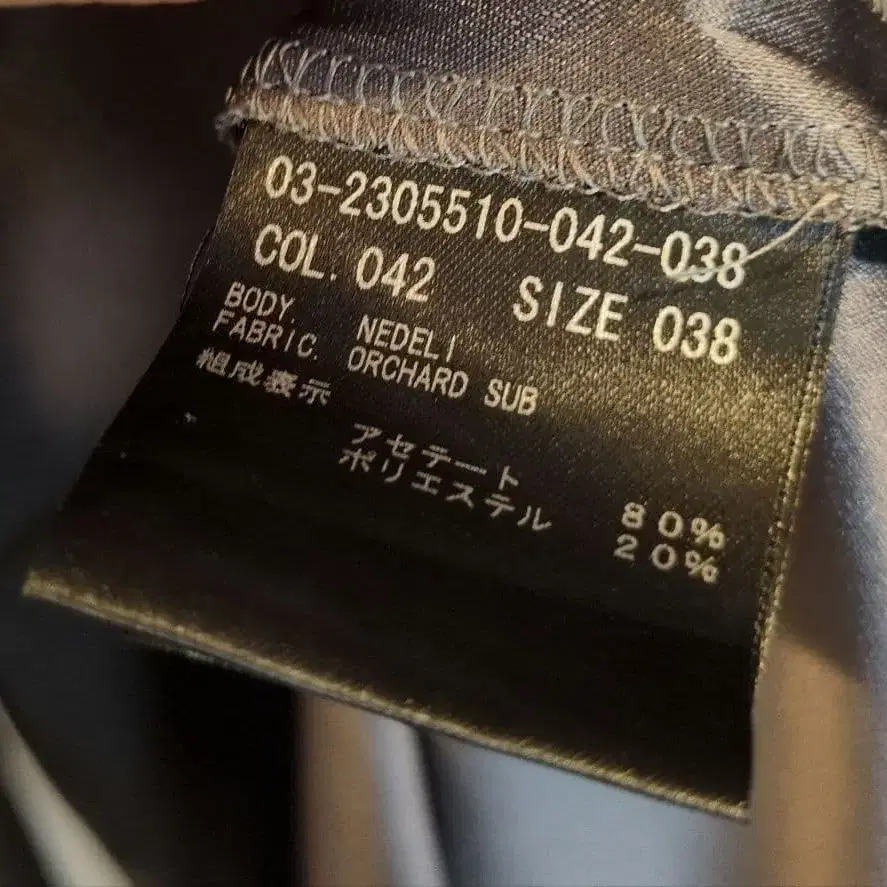 03-2305510-042-038
COL. 042 SIZE 038
BODY. NEDELI
FABRIC. ORCHARD SUB
組成表示
アセテート 80%
ポリエステル 20%